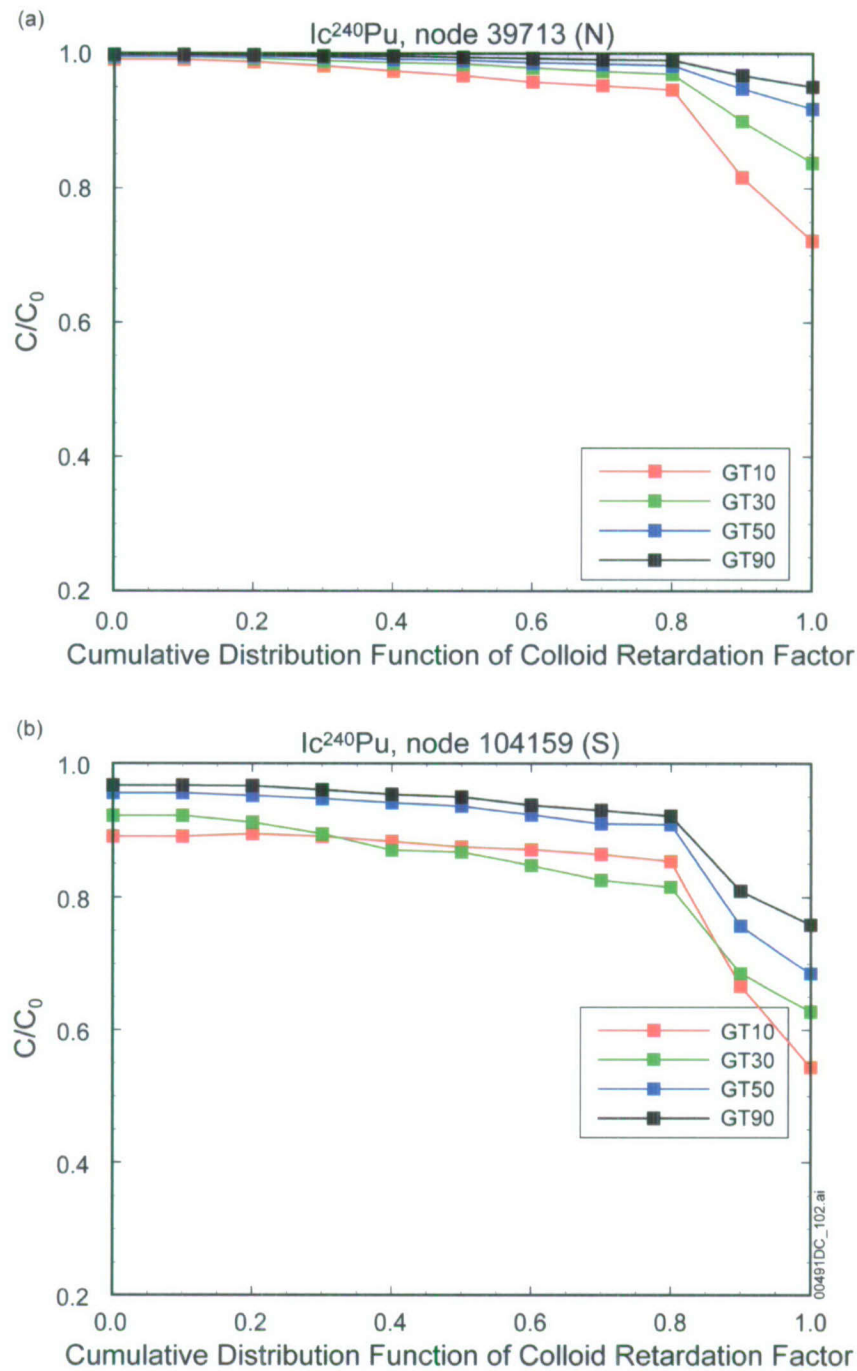 (a)
Ic²⁴⁰Pu, node 39713 (N)
1.0
0.8
0.6
0.4
0.2
C/C₀
GT10
GT30
GT50
GT90
0.0 0.2 0.4 0.6 0.8 1.0
Cumulative Distribution Function of Colloid Retardation Factor
(b)
Ic²⁴⁰Pu, node 104159 (S)
1.0
0.8
0.6
0.4
0.2
C/C₀
GT10
GT30
GT50
GT90
00491DC_102.ai
0.0 0.2 0.4 0.6 0.8 1.0
Cumulative Distribution Function of Colloid Retardation Factor